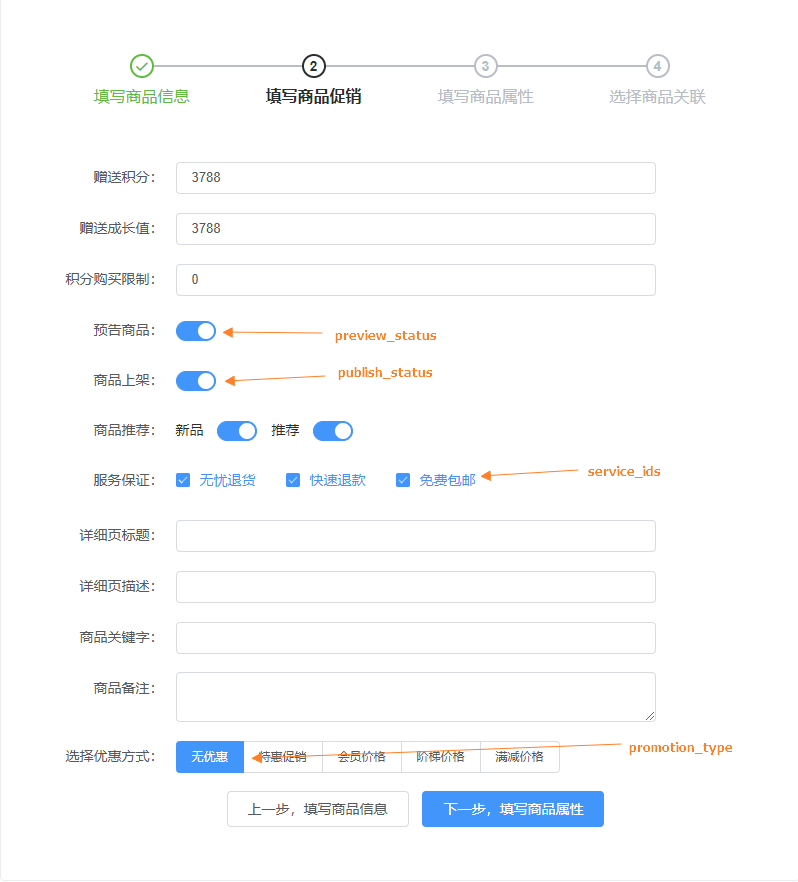 2 3 4
填写商品信息 填写商品促销 填写商品属性 选择商品关联
赠送积分： 3788
赠送成长值： 3788
积分购买限制： 0
预告商品： preview_status
商品上架： publish_status
商品推荐： 新品 推荐
服务保证： 无忧退货 快速退款 免费包邮 service_ids
详细页标题：
详细页描述：
商品关键字：
商品备注：
选择优惠方式： 无优惠 特惠促销 会员价格 阶梯价格 满减价格 promotion_type
上一步，填写商品信息 下一步，填写商品属性